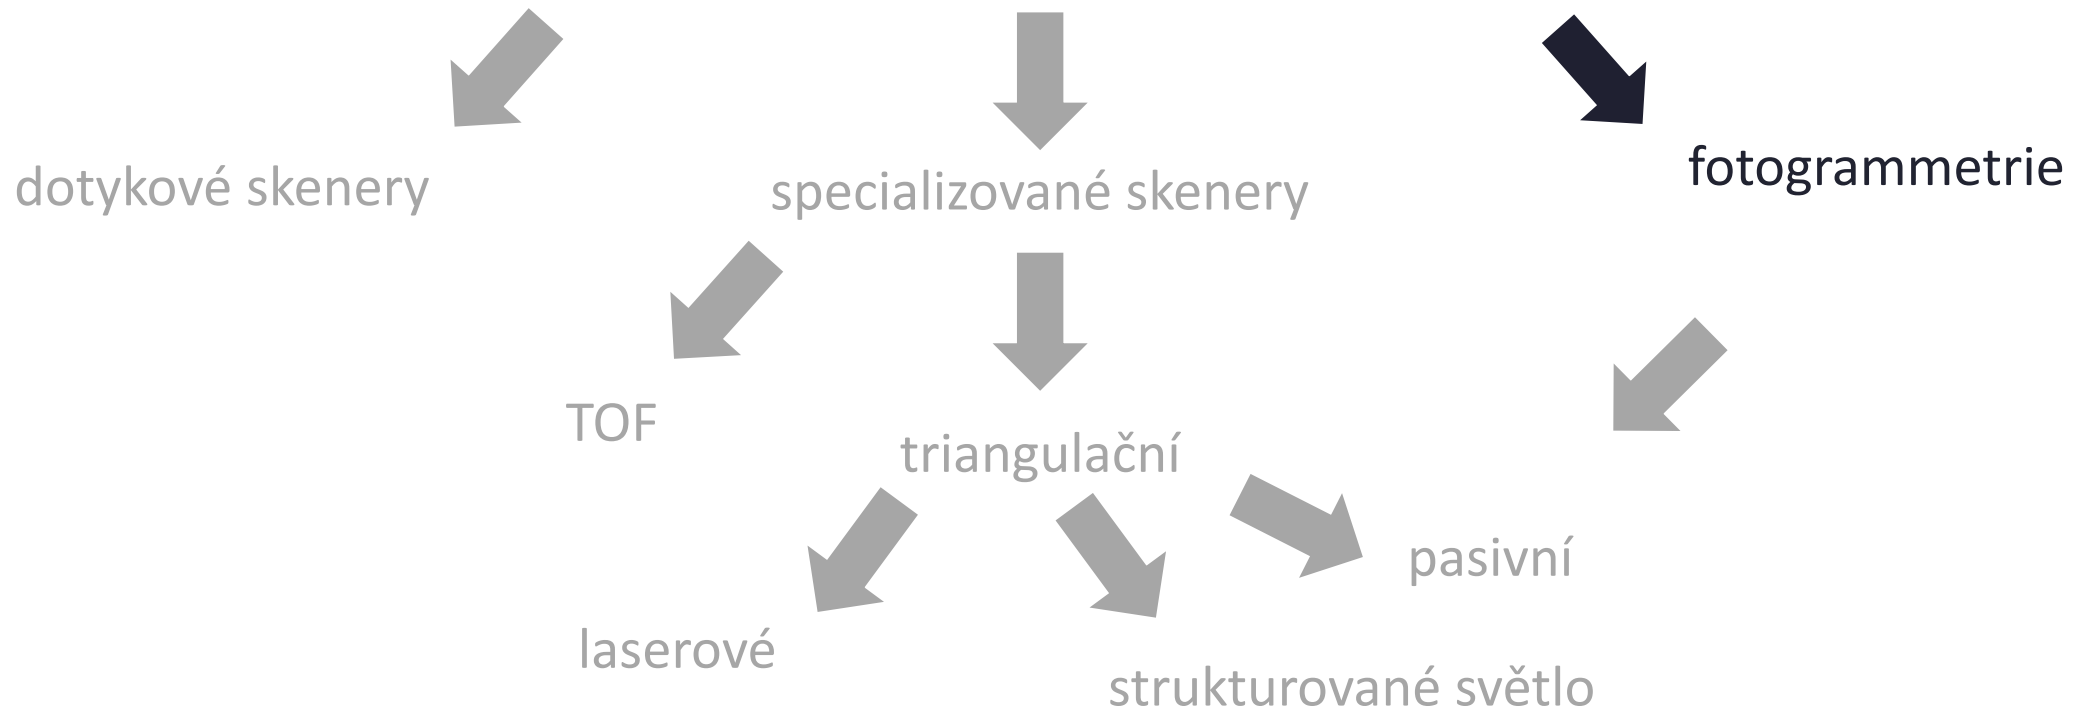 dotykové skenery
specializované skenery
fotogrammetrie
TOF
triangulační
pasivní
laserové
strukturované světlo